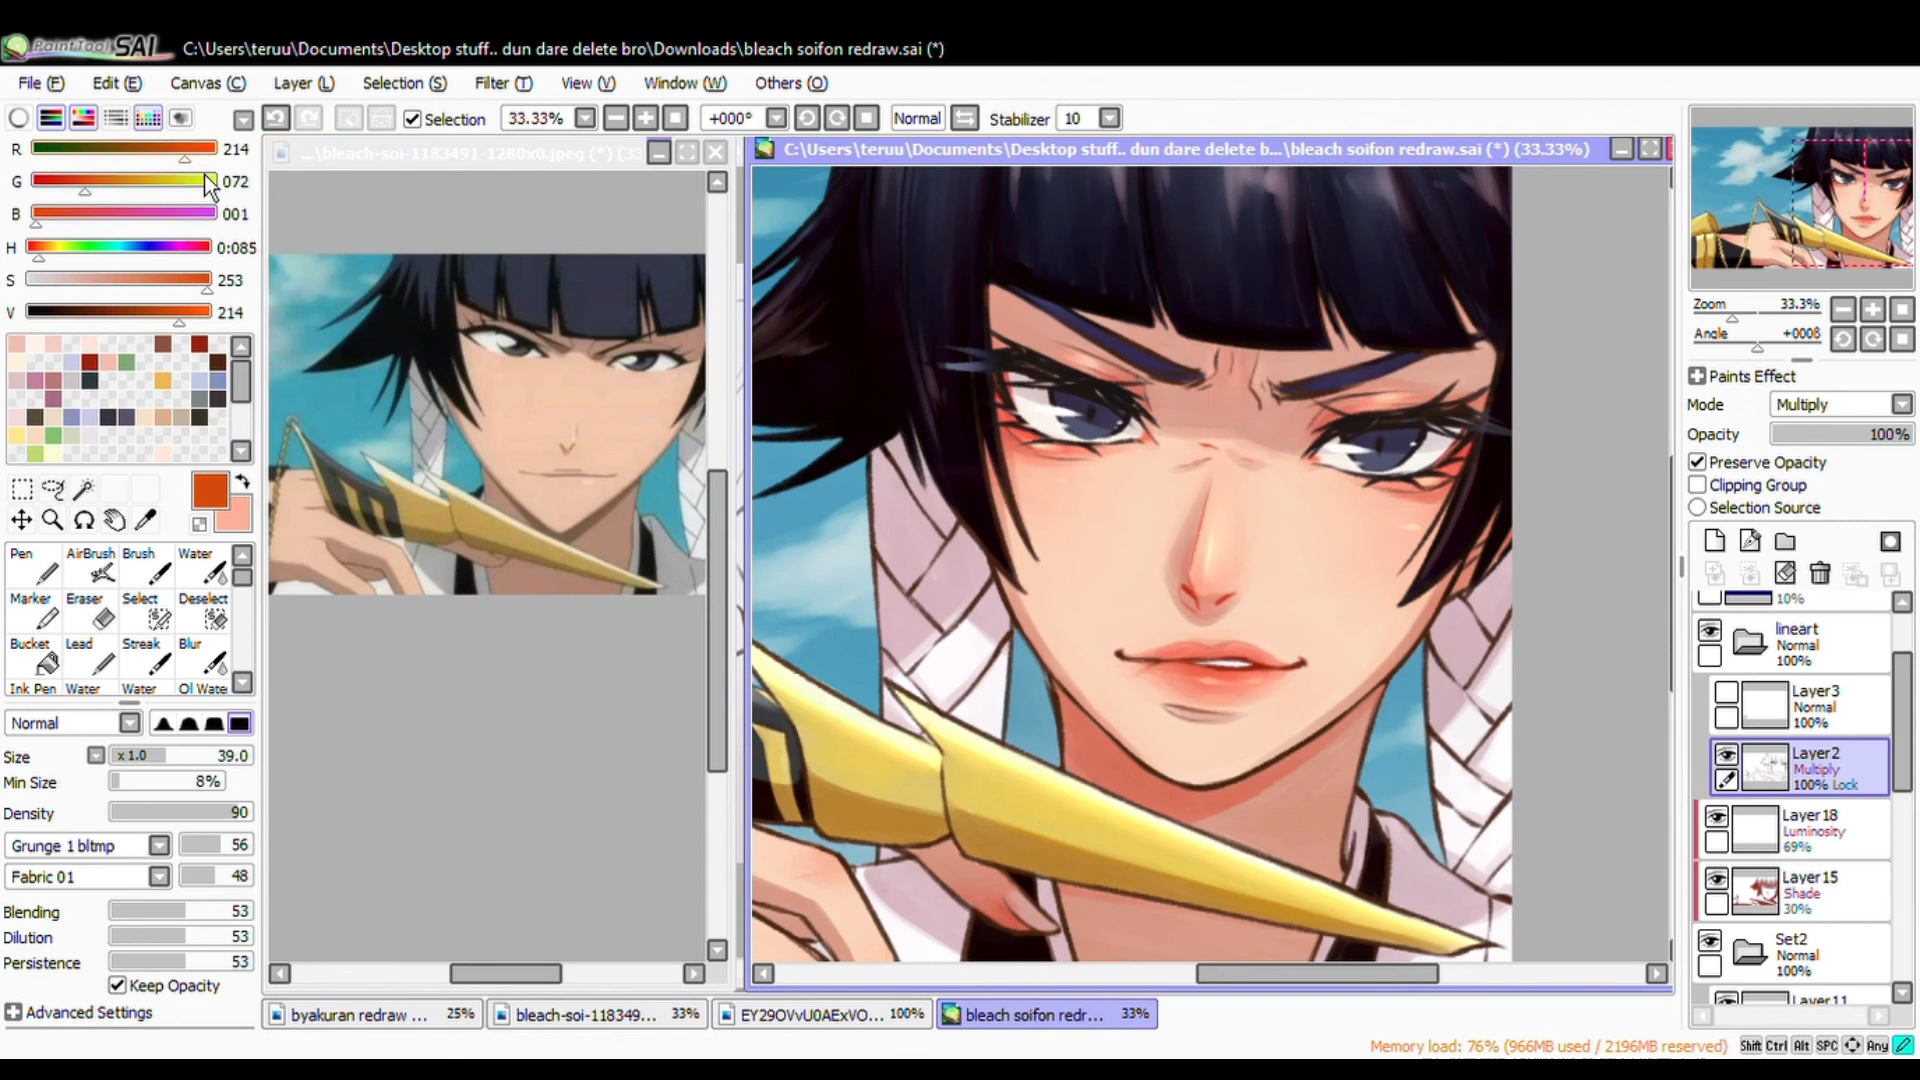 PaintTool SAI C:\Users\teruu\Documents\Desktop stuff.. dun dare delete bro\Downloads\bleach soifon redraw.sai (*)
File (F) Edit (E) Canvas (C) Layer (L) Selection (S) Filter (T) View (V) Window (W) Others (O)
Selection 33.33% +000° Normal Stabilizer 10
R 214
G 072
B 001
H 0:085
S 253
V 214
...\bleach-soi-1183491-1280x0.jpeg (*) (33
C:\Users\teruu\Documents\Desktop stuff.. dun dare delete b...\bleach soifon redraw.sai (*) (33.33%)
Zoom 33.3%
Angle +000§
Paints Effect
Mode Multiply
Opacity 100%
Preserve Opacity
Clipping Group
Selection Source
Pen AirBrush Brush Water
Marker Eraser Select Deselect
Bucket Lead Streak Blur
Ink Pen Water Water Ol Wate
Normal
Size x 1.0 39.0
Min Size 8%
Density 90
Grunge 1 bltmp 56
Fabric 01 48
Blending 53
Dilution 53
Persistence 53
Keep Opacity
Advanced Settings
10%
lineart
Normal
100%
Layer3
Normal
100%
Layer2
Multiply
100% Lock
Layer18
Luminosity
69%
Layer15
Shade
30%
Set2
Normal
100%
Layer11
byakuran redraw ... 25%
bleach-soi-118349... 33%
EY29OVvU0AExVO... 100%
bleach soifon redr... 33%
Memory load: 76% (966MB used / 2196MB reserved) Shift Ctrl Alt SPC Any